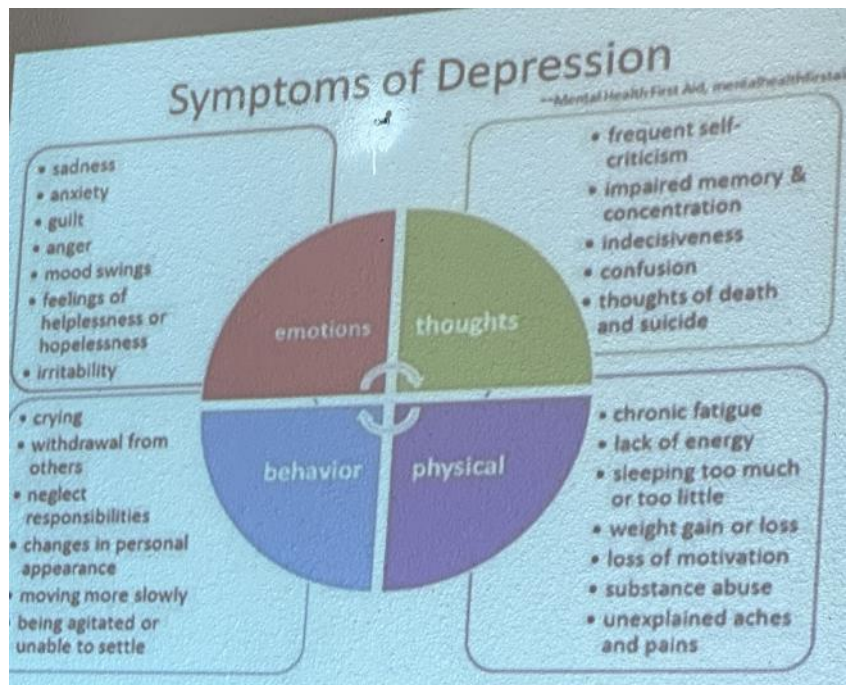 Symptoms of Depression
--Mental Health First Aid, mentalhealthfirstai
• sadness
• anxiety
• guilt
• anger
• mood swings
• feelings of
helplessness or
hopelessness
• irritability
• frequent self-
criticism
• impaired memory &
concentration
• indecisiveness
• confusion
• thoughts of death
and suicide
emotions
thoughts
behavior
physical
• crying
• withdrawal from
others
• neglect
responsibilities
• changes in personal
appearance
• moving more slowly
being agitated or
unable to settle
• chronic fatigue
• lack of energy
• sleeping too much
or too little
• weight gain or loss
• loss of motivation
• substance abuse
• unexplained aches
and pains